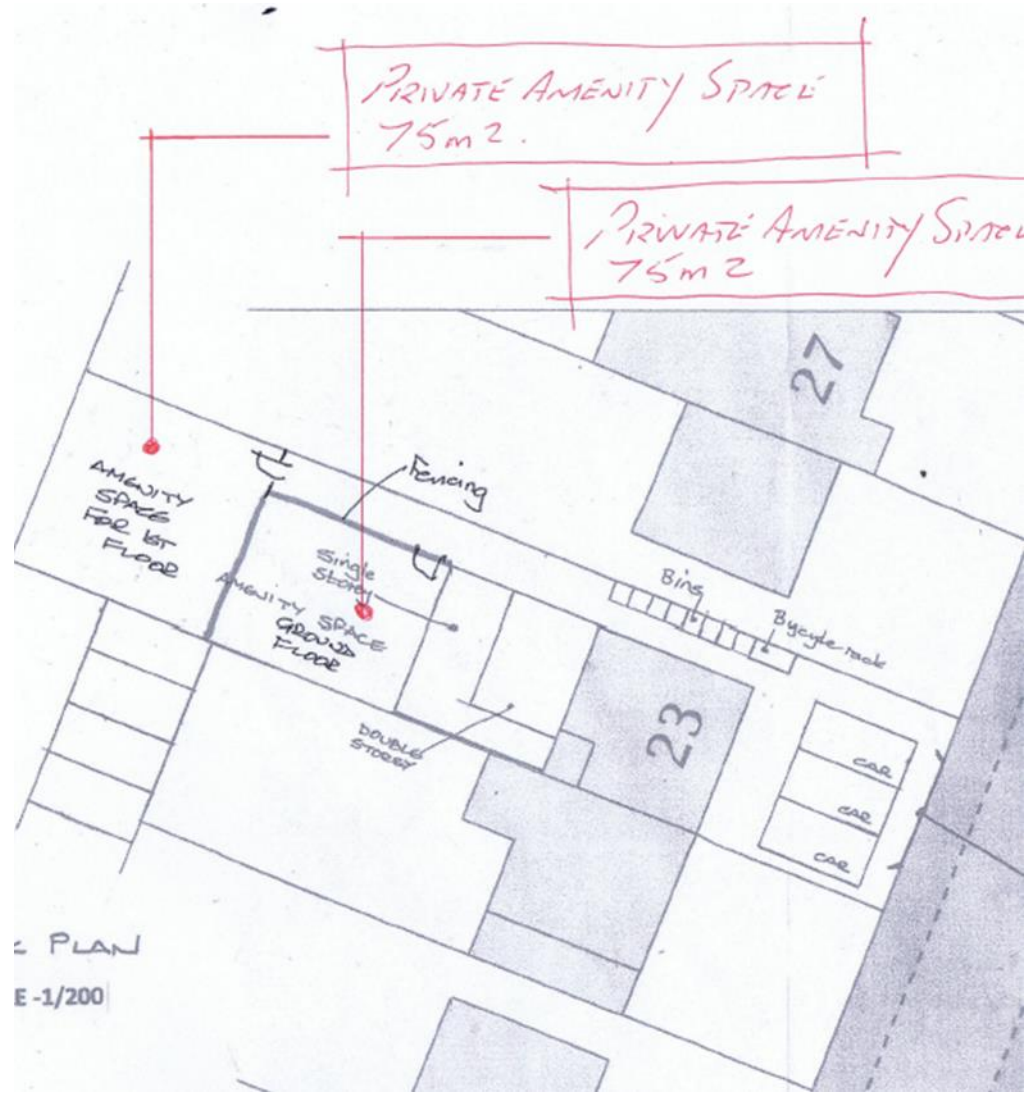 PRIVATE AMENITY SPACE
75m2.
PRIVATE AMENITY SPACE
75m2
27
AMENITY
SPACE
FOR 1ST
FLOOR
Fencing
Single
Storey
AMENITY SPACE
GROUND
FLOOR
Bins
Bycycle rack
23
DOUBLE
STOREY
CAR
CAR
CAR
PLAN
E -1/200